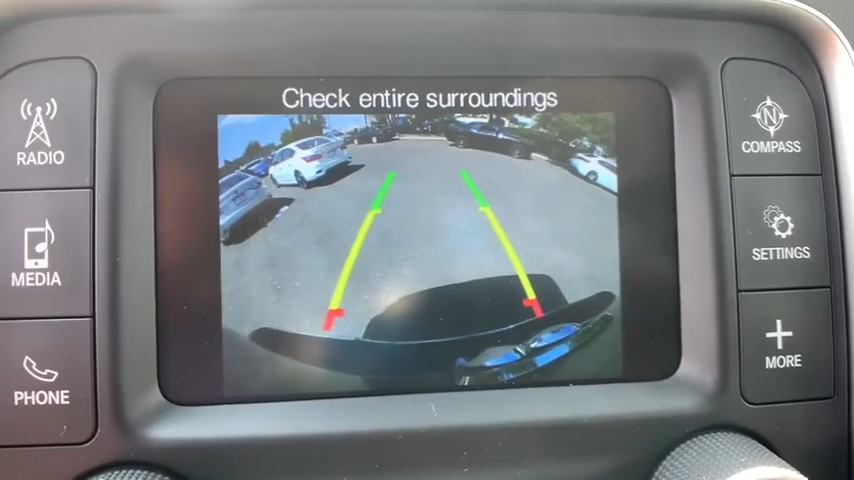 Check entire surroundings
RADIO
MEDIA
PHONE
N
COMPASS
SETTINGS
MORE